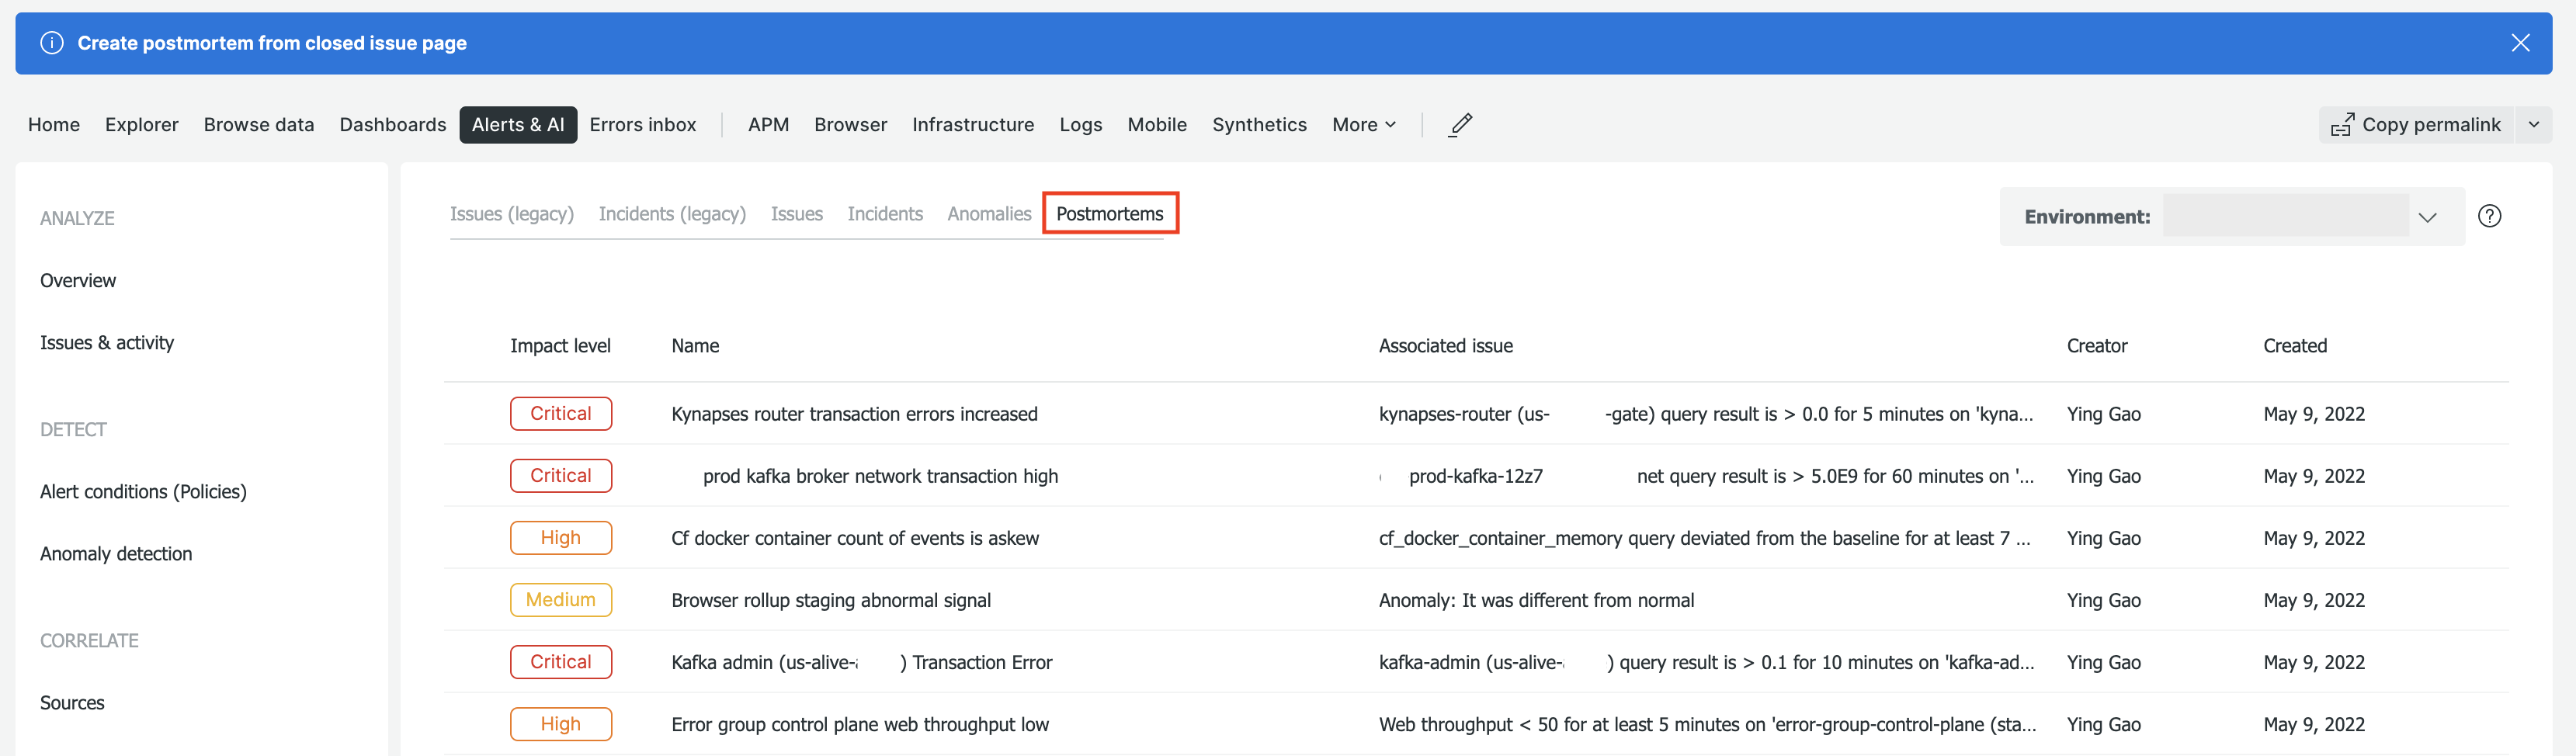 Create postmortem from closed issue page
Home Explorer Browse data Dashboards Alerts & AI Errors inbox APM Browser Infrastructure Logs Mobile Synthetics More Copy permalink
ANALYZE
Overview
Issues & activity
DETECT
Alert conditions (Policies)
Anomaly detection
CORRELATE
Sources
Issues (legacy) Incidents (legacy) Issues Incidents Anomalies Postmortems
Environment:
Impact level Name Associated issue Creator Created
Critical Kynapses router transaction errors increased kynapses-router (us- -gate) query result is > 0.0 for 5 minutes on 'kyna... Ying Gao May 9, 2022
Critical prod kafka broker network transaction high prod-kafka-12z7 net query result is > 5.0E9 for 60 minutes on '... Ying Gao May 9, 2022
High Cf docker container count of events is askew cf_docker_container_memory query deviated from the baseline for at least 7 ... Ying Gao May 9, 2022
Medium Browser rollup staging abnormal signal Anomaly: It was different from normal Ying Gao May 9, 2022
Critical Kafka admin (us-alive- ) Transaction Error kafka-admin (us-alive- ) query result is > 0.1 for 10 minutes on 'kafka-ad... Ying Gao May 9, 2022
High Error group control plane web throughput low Web throughput < 50 for at least 5 minutes on 'error-group-control-plane (sta... Ying Gao May 9, 2022